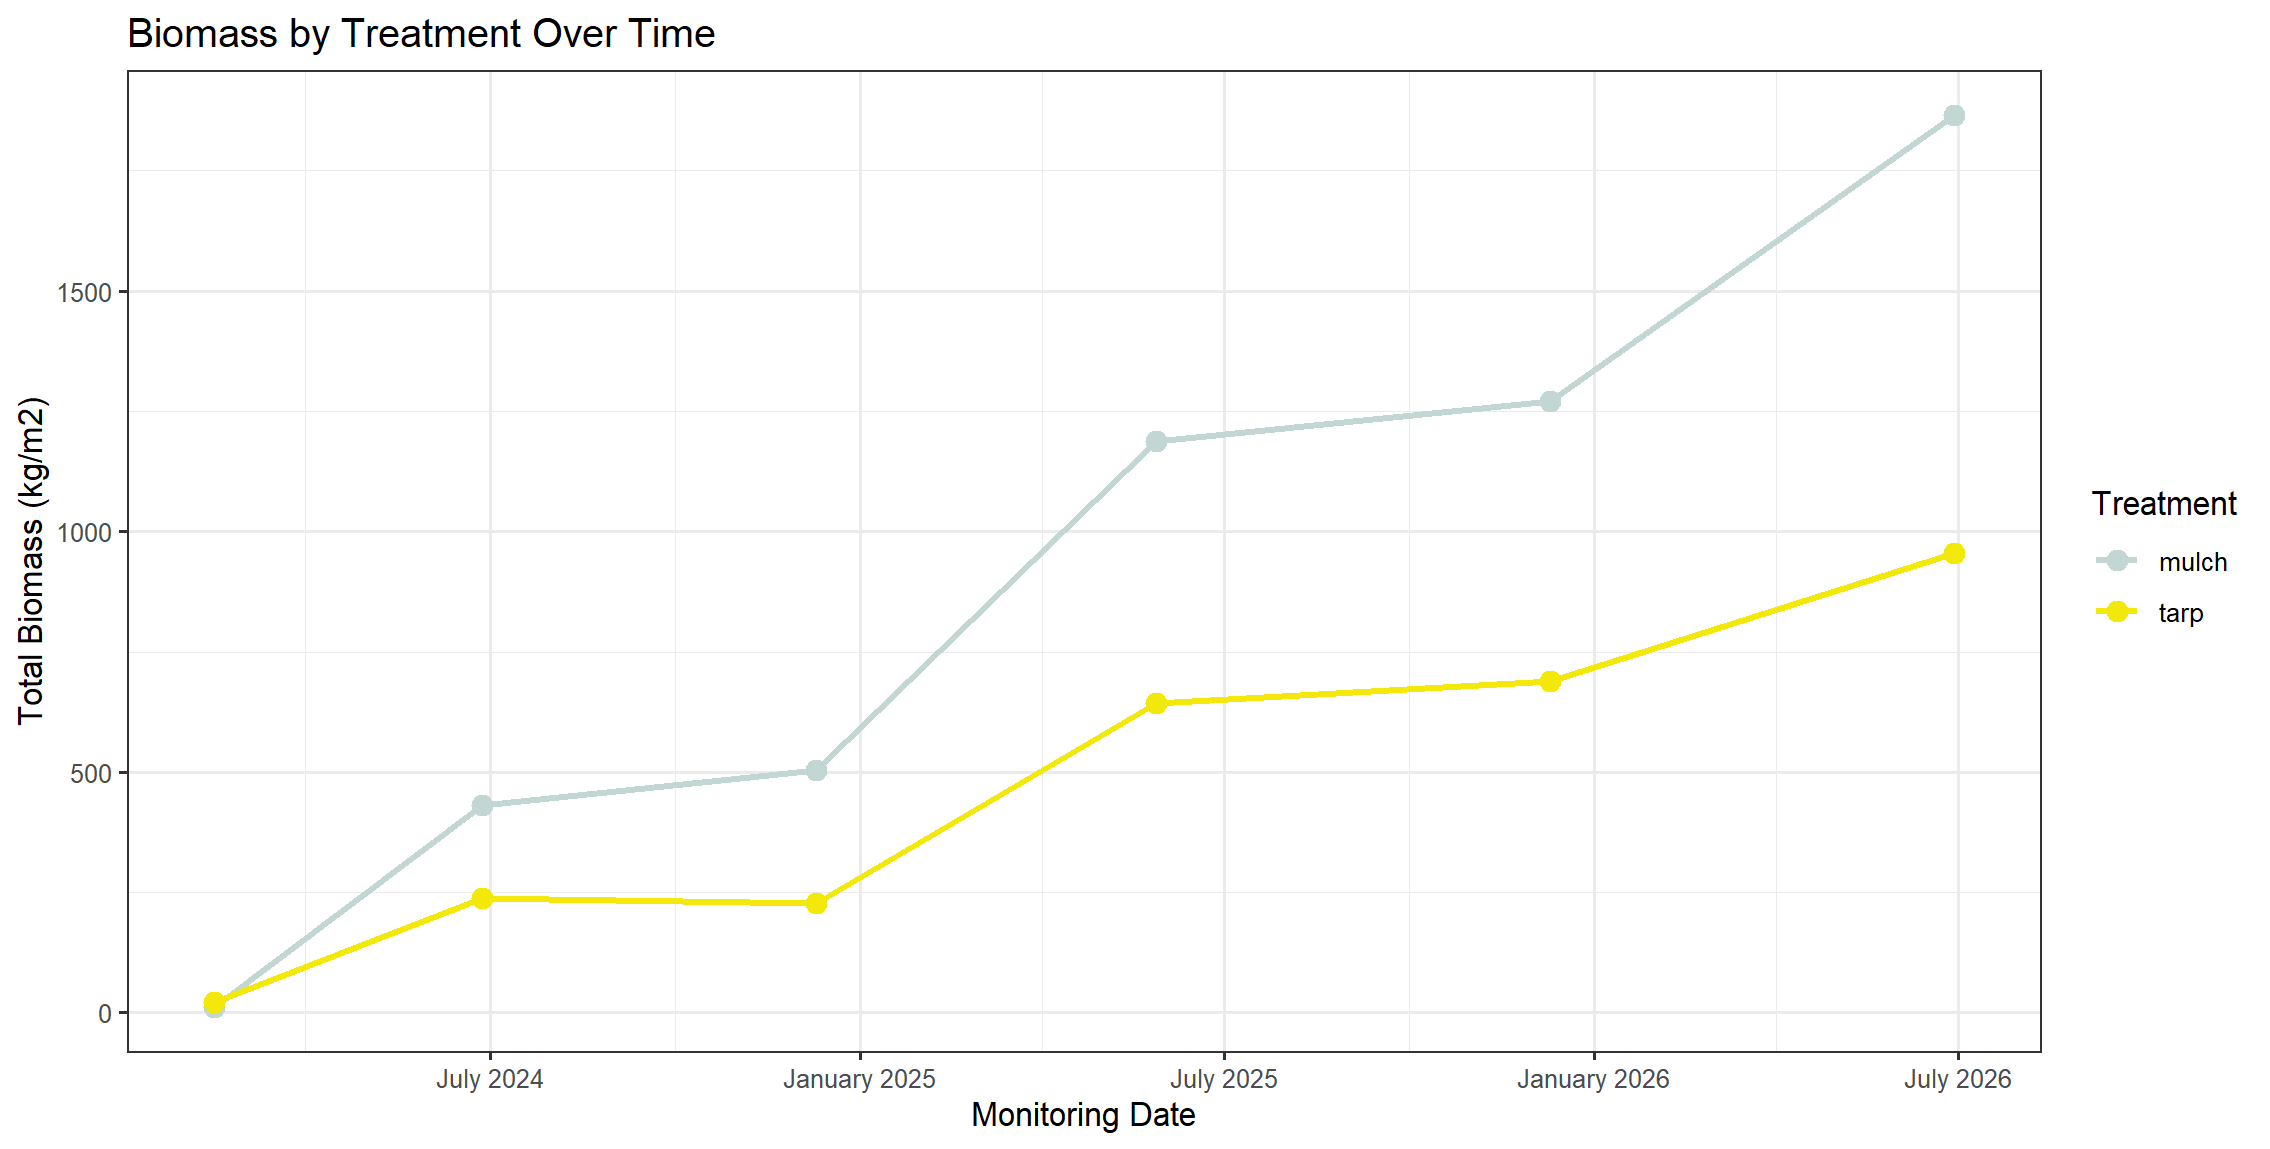 Biomass by Treatment Over Time
Total Biomass (kg/m2)
1500
1000
500
0
July 2024
January 2025
July 2025
January 2026
July 2026
Monitoring Date
Treatment
mulch
tarp